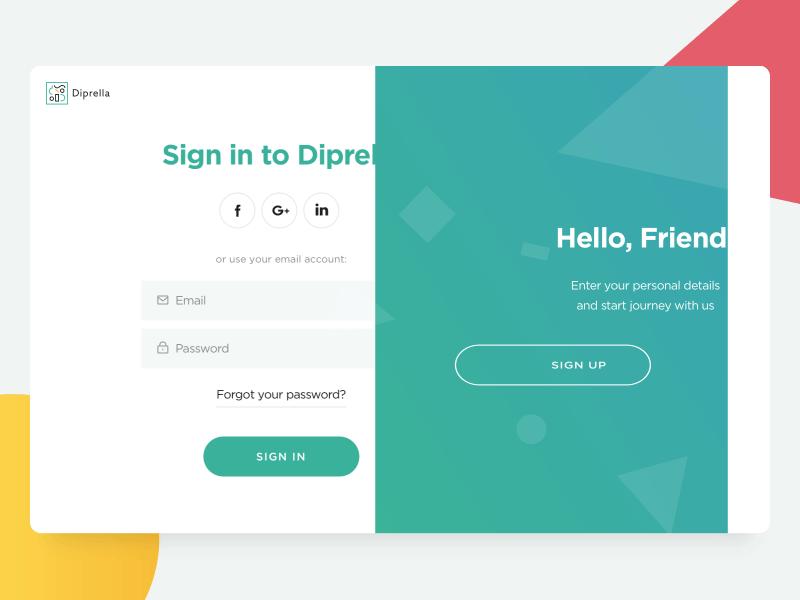 Diprella
Sign in to Diprel
f
G+
in
or use your email account:
Email
Password
Forgot your password?
SIGN IN
Hello, Friend
Enter your personal details
and start journey with us
SIGN UP